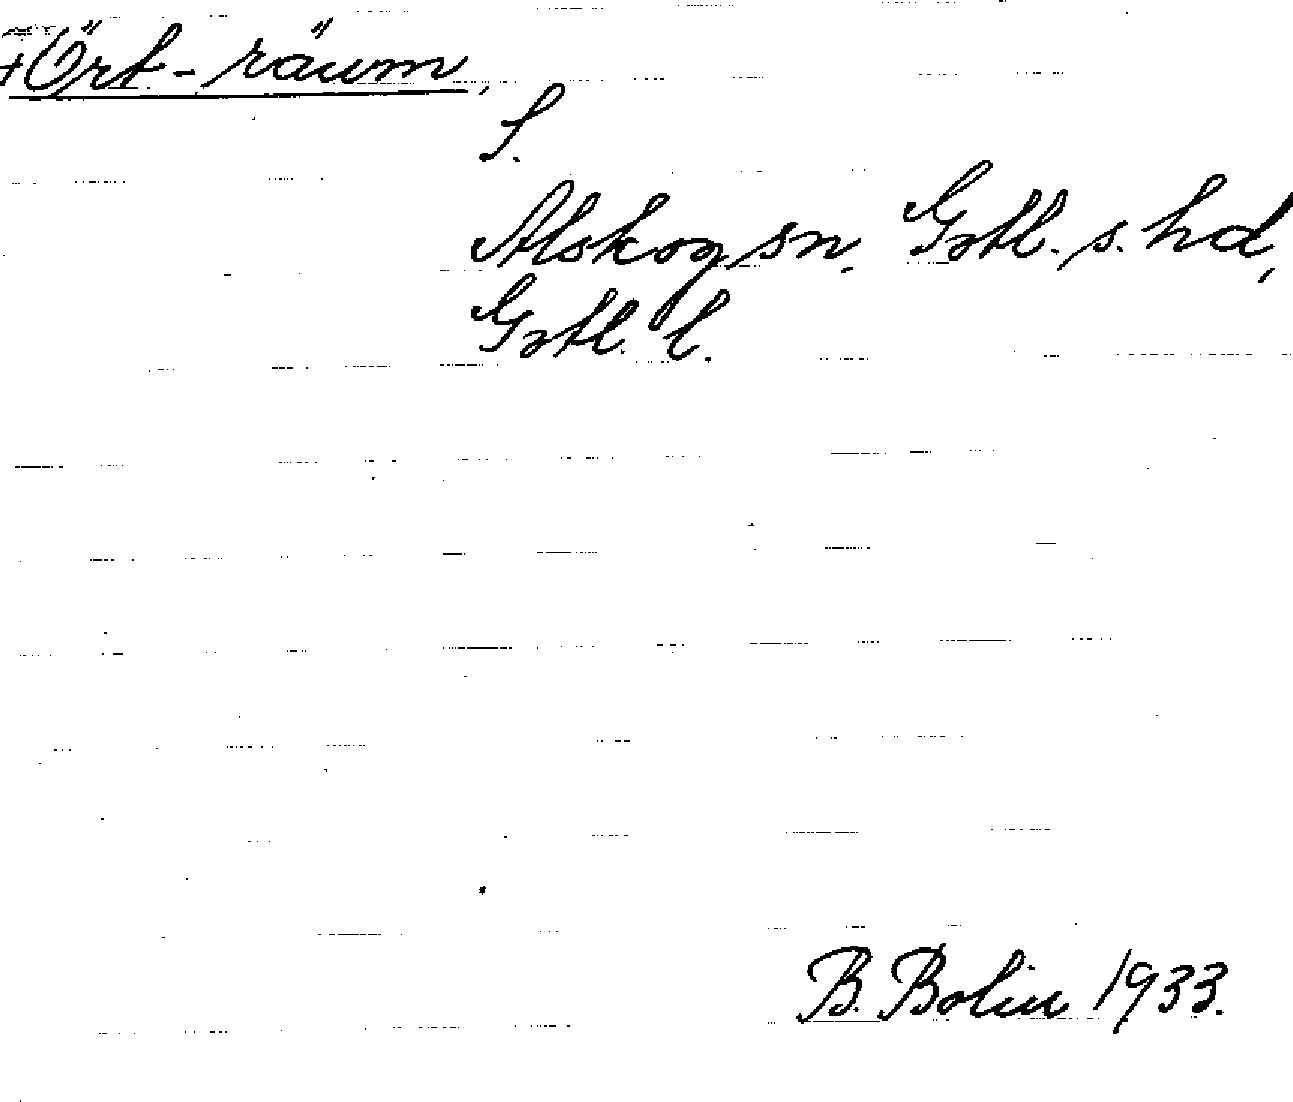 +Ört-räum,
S.
Alskog sn. Gotl. s. hd,
Gotl. l.
B. Bolin 1933.